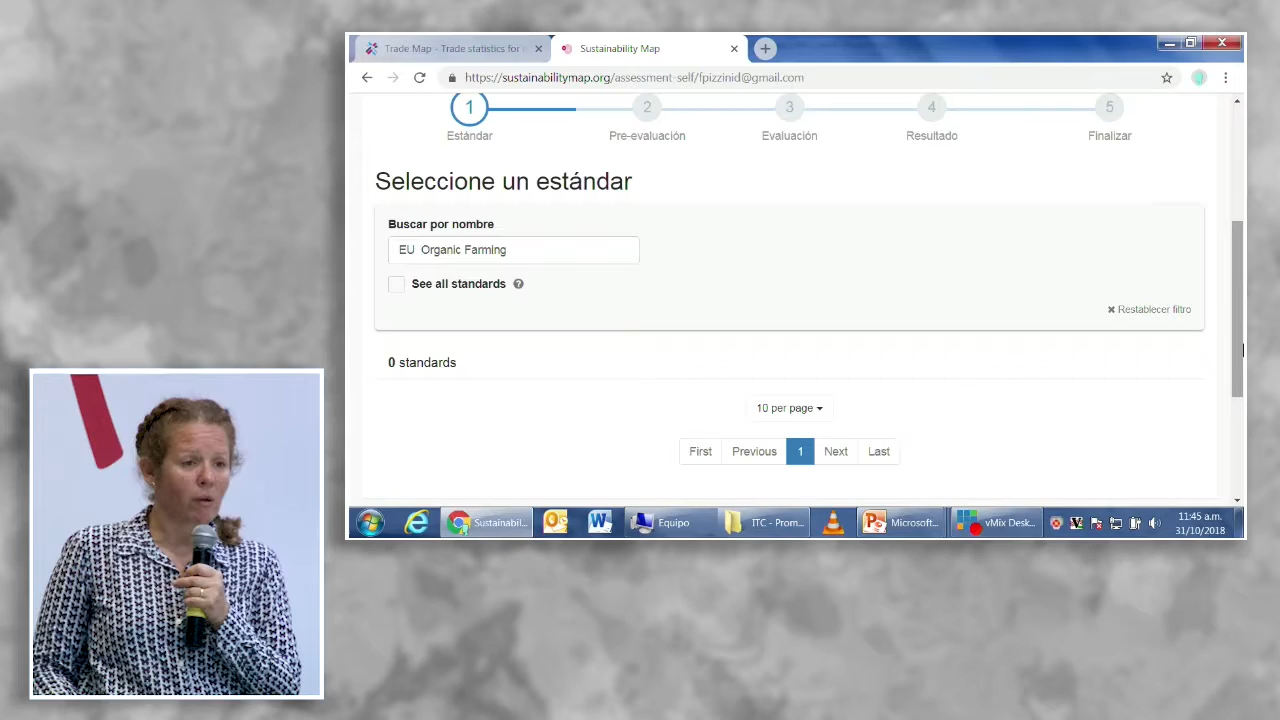 Trade Map - Trade statistics for
Sustainability Map
https://sustainabilitymap.org/assessment-self/fpizzinid@gmail.com
1
2
3
4
5
Estándar
Pre-evaluación
Evaluación
Resultado
Finalizar
Seleccione un estándar
Buscar por nombre
EU Organic Farming
See all standards
Restablecer filtro
0 standards
10 per page
First Previous 1 Next Last
Sustainabil... Equipo ITC - Prom... Microsoft... vMix Desk...
11:45 a.m.
31/10/2018